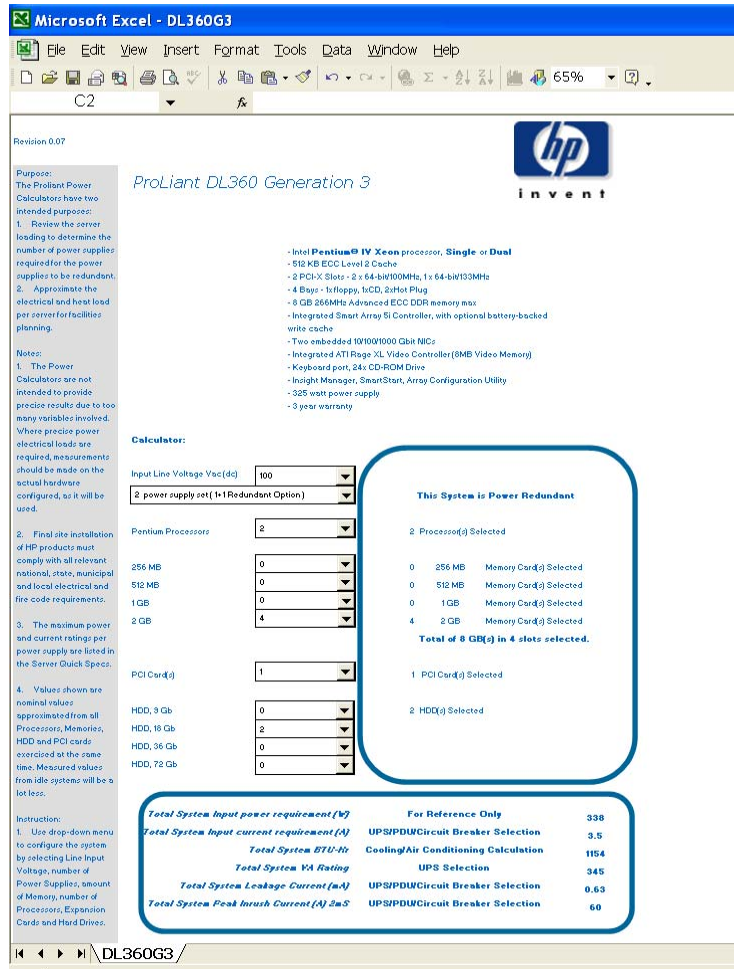 Microsoft Excel - DL360G3
File Edit View Insert Format Tools Data Window Help
65%
C2
fx
Revision 0.07
hp
invent
ProLiant DL360 Generation 3
Purpose:
The Proliant Power
Calculators have two
intended purposes:
1. Review the server
loading to determine the
number of power supplies
required for the power
supplies to be redundant.
2. Approximate the
electrical and heat load
per server for facilities
planning.
Notes:
1. The Power
Calculators are not
intended to provide
precise results due to too
many variables involved.
Where precise power
electrical loads are
required, measurements
should be made on the
actual hardware
configured, as it will be
used.
2. Final site installation
of HP products must
comply with all relevant
national, state, municipal
and local electrical and
fire code requirements.
3. The maximum power
and current ratings per
power supply are listed in
the Server Quick Specs.
4. Values shown are
nominal values
approximated from all
Processors, Memories,
HDD and PCI cards
exercised at the same
time. Measured values
from idle systems will be a
lot less.
Instruction:
1. Use drop-down menu
to configure the system
by selecting Line Input
Voltage, number of
Power Supplies, amount
of Memory, number of
Processors, Expansion
Cards and Hard Drives.
- Intel Pentium® IV Xeon processor, Single or Dual
- 512 KB ECC Level 2 Cache
- 2 PCI-X Slots - 2 x 64-bit/100MHz, 1 x 64-bit/133MHz
- 4 Bays - 1xfloppy, 1xCD, 2xHot Plug
- 8 GB 266MHz Advanced ECC DDR memory max
- Integrated Smart Array 5i Controller, with optional battery-backed
write cache
- Two embedded 10/100/1000 Gbit NICs
- Integrated ATI Rage XL Video Controller (8MB Video Memory)
- Keyboard port, 24x CD-ROM Drive
- Insight Manager, SmartStart, Array Configuration Utility
- 325 watt power supply
- 3 year warranty
Calculator:
Input Line Voltage Vac(dc) 100
2 power supply set ( 1+1 Redundant Option ) This System is Power Redundant
Pentium Processors 2 2 Processor(s) Selected
256 MB 0 0 256 MB Memory Card(s) Selected
512 MB 0 0 512 MB Memory Card(s) Selected
1 GB 0 0 1 GB Memory Card(s) Selected
2 GB 4 4 2 GB Memory Card(s) Selected
Total of 8 GB(s) in 4 slots selected.
PCI Card(s) 1 1 PCI Card(s) Selected
HDD, 9 Gb 0 2 HDD(s) Selected
HDD, 18 Gb 2
HDD, 36 Gb 0
HDD, 72 Gb 0
Total System Input power requirement (W) For Reference Only 338
Total System Input current requirement (A) UPS/PDU/Circuit Breaker Selection 3.5
Total System BTU-Hr Cooling/Air Conditioning Calculation 1154
Total System VA Rating UPS Selection 345
Total System Leakage Current (mA) UPS/PDU/Circuit Breaker Selection 0.63
Total System Peak Inrush Current (A) 2mS UPS/PDU/Circuit Breaker Selection 60
DL360G3